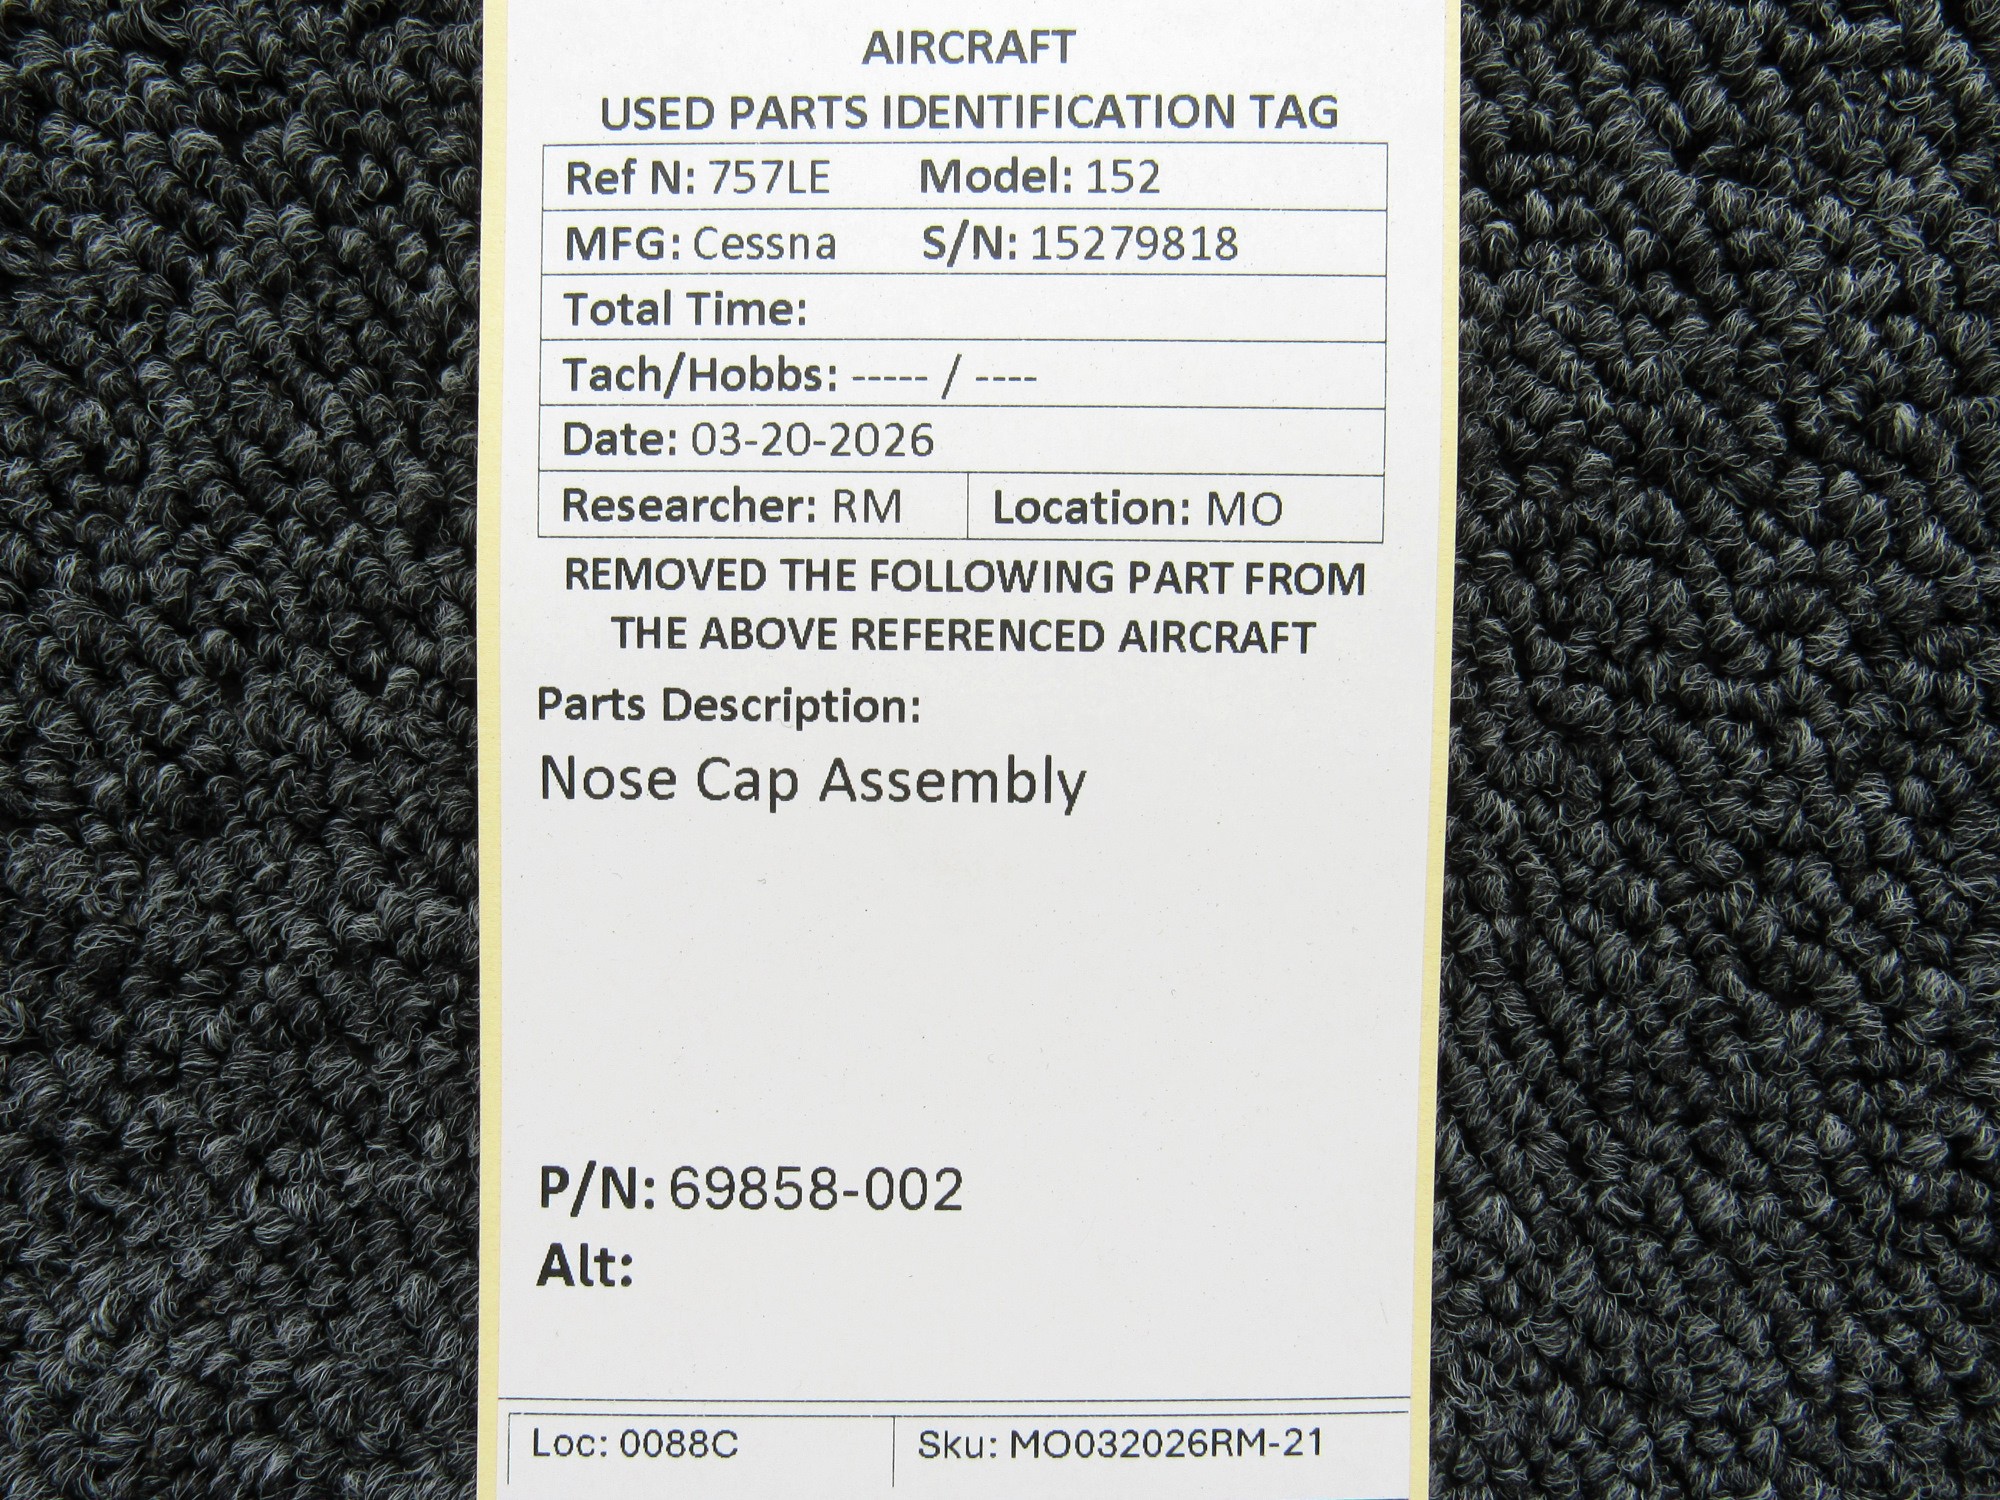 AIRCRAFT
USED PARTS IDENTIFICATION TAG
Ref N: 757LE Model: 152
MFG: Cessna S/N: 15279818
Total Time:
Tach/Hobbs: ----- / ----
Date: 03-20-2026
Researcher: RM Location: MO
REMOVED THE FOLLOWING PART FROM
THE ABOVE REFERENCED AIRCRAFT
Parts Description:
Nose Cap Assembly
P/N: 69858-002
Alt:
Loc: 0088C Sku: MO032026RM-21